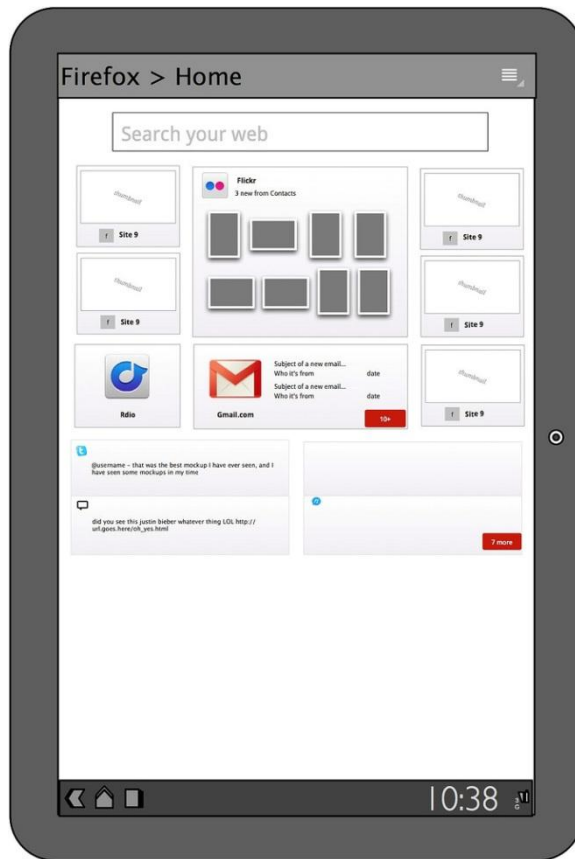 Firefox > Home
Search your web
thumbnail
f Site 9
thumbnail
f Site 9
Flickr
3 new from Contacts
thumbnail
f Site 9
thumbnail
f Site 9
Rdio
Gmail.com
Subject of a new email...
Who it's from date
Subject of a new email...
Who it's from date
10+
thumbnail
f Site 9
@username – that was the best mockup I have ever seen, and I
have seen some mockups in my time
did you see this justin bieber whatever thing LOL http://
url.goes.here/oh_yes.html
7 more
10:38
3
G